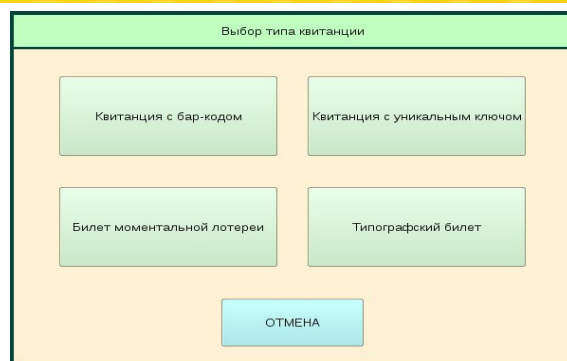 Выбор типа квитанции
Квитанция с бар-кодом
Квитанция с уникальным ключом
Билет моментальной лотереи
Типографский билет
ОТМЕНА